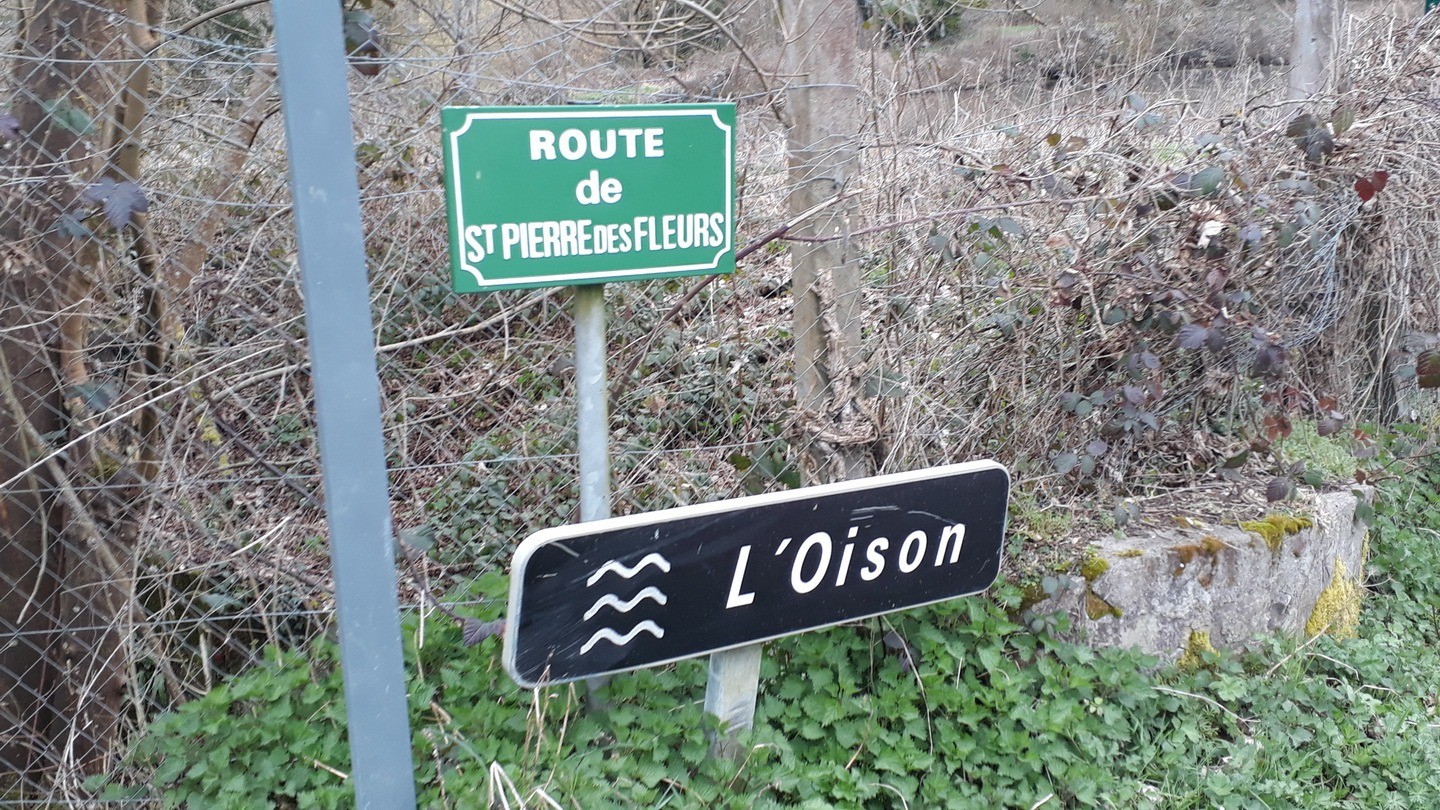 ROUTE
de
ST PIERRE DES FLEURS
L'Oison